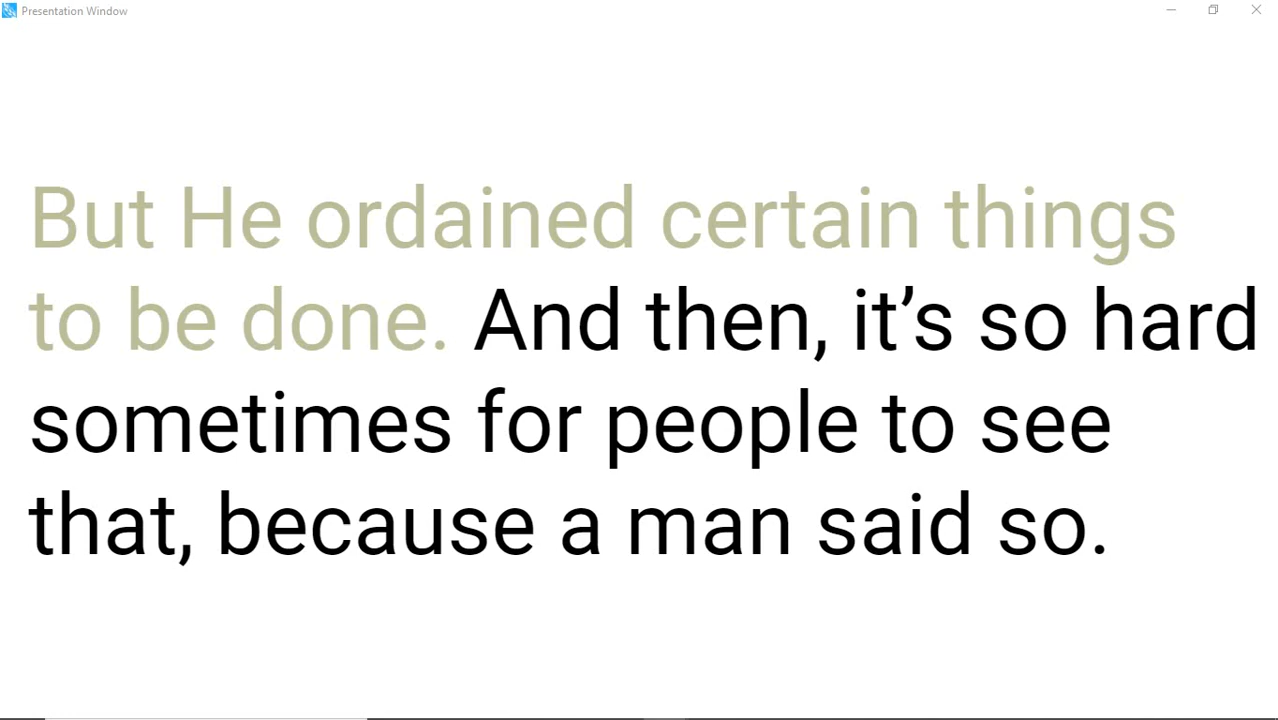 Presentation Window
But He ordained certain things
to be done. And then, it’s so hard
sometimes for people to see
that, because a man said so.